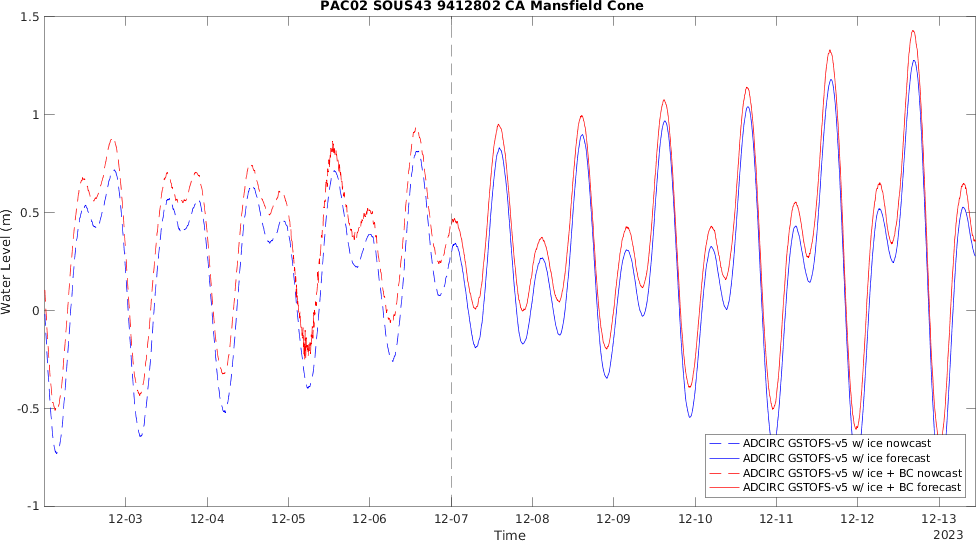 PAC02 SOUS43 9412802 CA Mansfield Cone
1.5
1
0.5
0
-0.5
-1
Water Level (m)
12-03 12-04 12-05 12-06 12-07 12-08 12-09 12-10 12-11 12-12 12-13
Time
2023
ADCIRC GSTOFS-v5 w/ ice nowcast
ADCIRC GSTOFS-v5 w/ ice forecast
ADCIRC GSTOFS-v5 w/ ice + BC nowcast
ADCIRC GSTOFS-v5 w/ ice + BC forecast